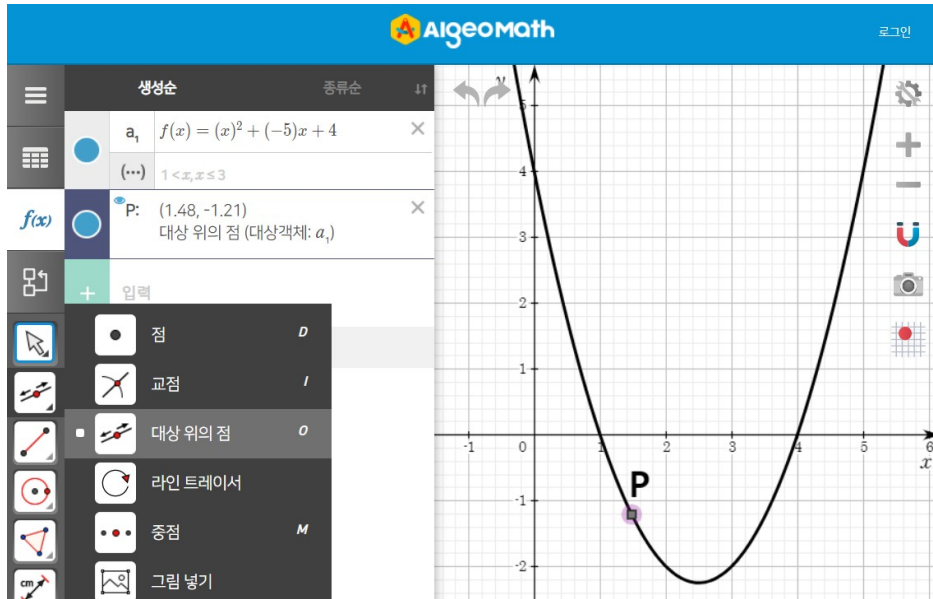 AlgeoMath
로그인
생성순 종류순
a₁ f(x) = (x)² + (−5)x + 4
(···) 1<x,x≤3
f(x)
P: (1.48, -1.21)
대상 위의 점 (대상객체: a₁)
+ 입력
점 D
교점 I
대상 위의 점 O
라인 트레이서
중점 M
그림 넣기
cm
y
5
4
3
2
1
-1 0 1 2 3 4 5 6
x
P
-1
-2